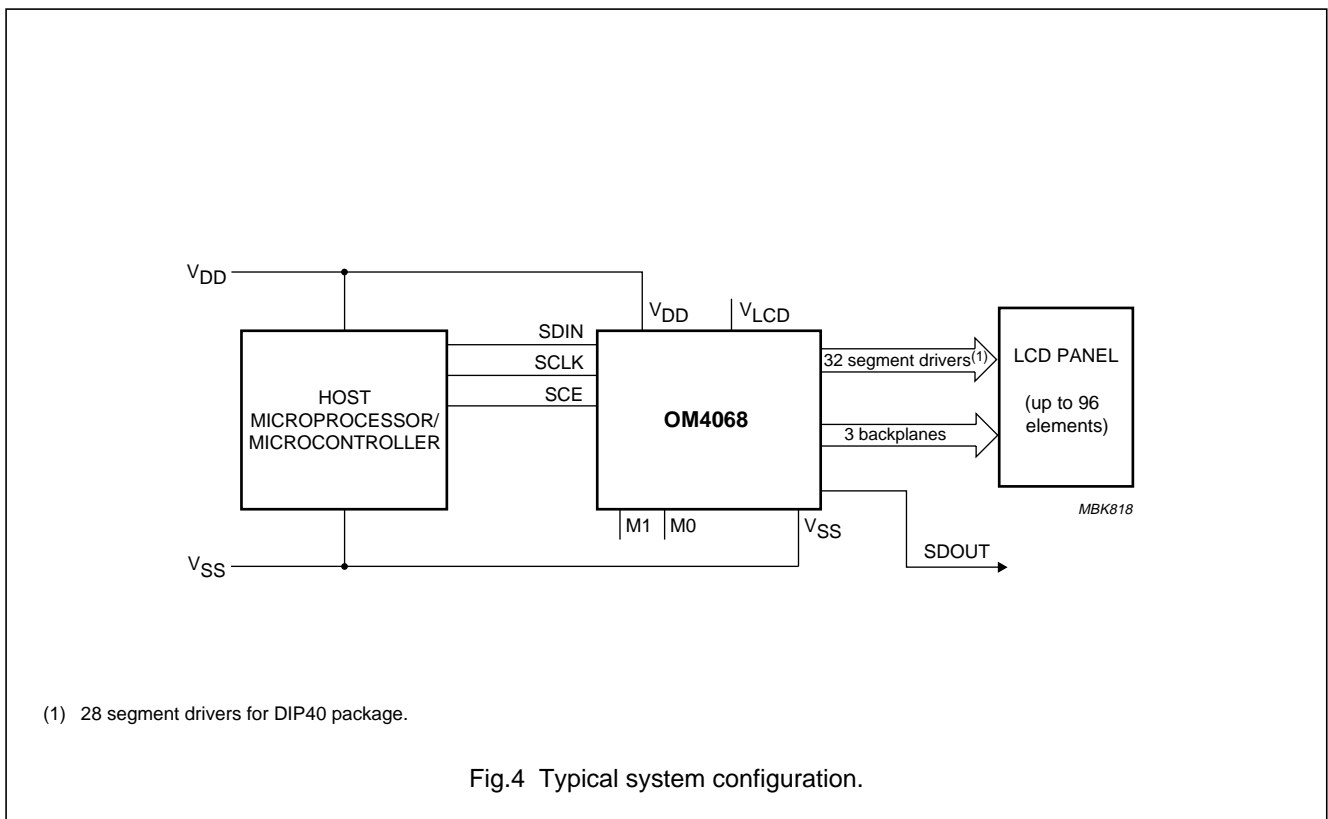 VDD
VDD
VLCD
SDIN
SCLK
SCE
HOST
MICROPROCESSOR/
MICROCONTROLLER
OM4068
32 segment drivers(1)
3 backplanes
LCD PANEL
(up to 96
elements)
MBK818
M1
M0
VSS
VSS
SDOUT
(1) 28 segment drivers for DIP40 package.
Fig.4 Typical system configuration.